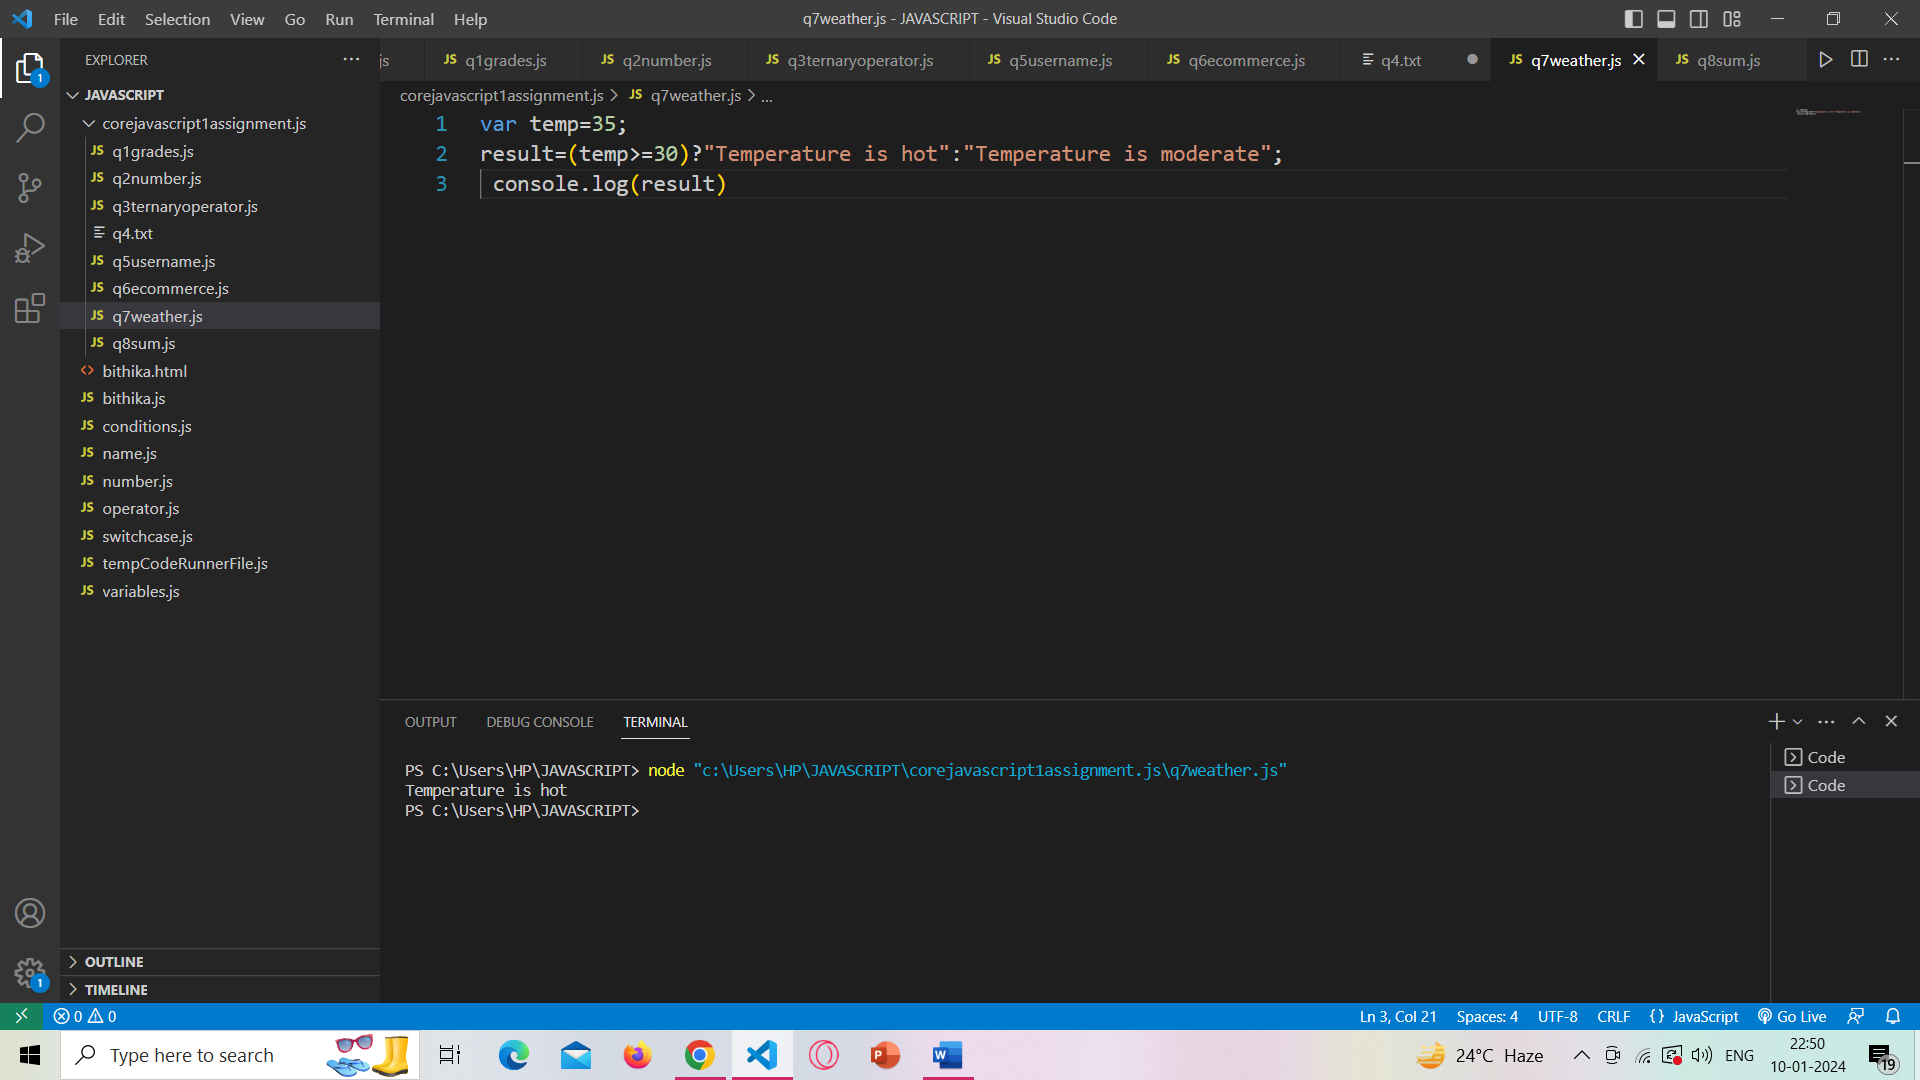 File Edit Selection View Go Run Terminal Help
q7weather.js - JAVASCRIPT - Visual Studio Code
EXPLORER
JAVASCRIPT
corejavascript1assignment.js
JS q1grades.js
JS q2number.js
JS q3ternaryoperator.js
q4.txt
JS q5username.js
JS q6ecommerce.js
JS q7weather.js
JS q8sum.js
<> bithika.html
JS bithika.js
JS conditions.js
JS name.js
JS number.js
JS operator.js
JS switchcase.js
JS tempCodeRunnerFile.js
JS variables.js
OUTLINE
TIMELINE
1
1
js JS q1grades.js JS q2number.js JS q3ternaryoperator.js JS q5username.js JS q6ecommerce.js q4.txt JS q7weather.js JS q8sum.js
corejavascript1assignment.js > JS q7weather.js > ...
1 var temp=35;
2 result=(temp>=30)?"Temperature is hot":"Temperature is moderate";
3 console.log(result)
OUTPUT DEBUG CONSOLE TERMINAL
PS C:\Users\HP\JAVASCRIPT> node "c:\Users\HP\JAVASCRIPT\corejavascript1assignment.js\q7weather.js"
Temperature is hot
PS C:\Users\HP\JAVASCRIPT>
Code
Code
0 0 Ln 3, Col 21 Spaces: 4 UTF-8 CRLF {} JavaScript Go Live
Type here to search
24°C Haze
ENG
22:50
10-01-2024
19